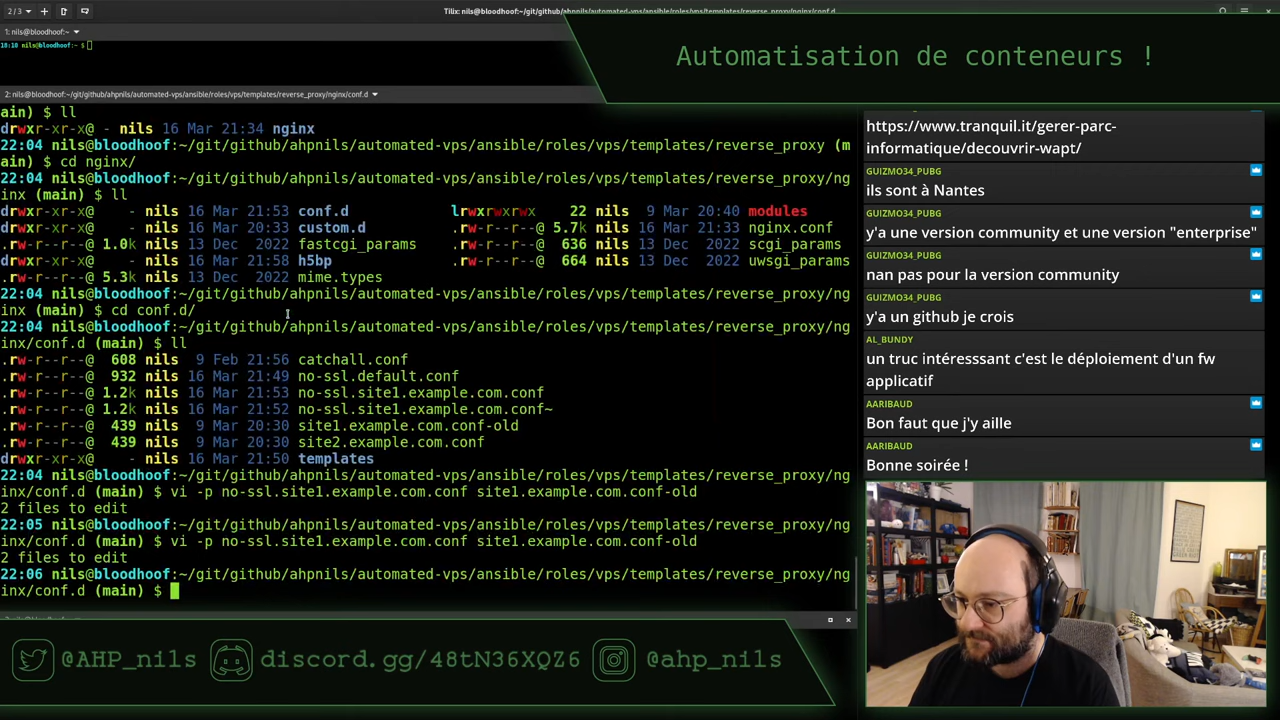 2 / 3
Tilix: nils@bloodhoof:~/git/github/ahpnils/automated-vps/ansible/roles/vps/templates/reverse_proxy/nginx/conf.d
1: nils@bloodhoof:~
18:10 nils@bloodhoof:~ $
Automatisation de conteneurs !
2: nils@bloodhoof:~/git/github/ahpnils/automated-vps/ansible/roles/vps/templates/reverse_proxy/nginx/conf.d
ain) $ ll
drwxr-xr-x@ - nils 16 Mar 21:34 nginx
22:04 nils@bloodhoof:~/git/github/ahpnils/automated-vps/ansible/roles/vps/templates/reverse_proxy (m
ain) $ cd nginx/
22:04 nils@bloodhoof:~/git/github/ahpnils/automated-vps/ansible/roles/vps/templates/reverse_proxy/ng
inx (main) $ ll
drwxr-xr-x@ - nils 16 Mar 21:53 conf.d lrwxrwxrwx 22 nils 9 Mar 20:40 modules
drwxr-xr-x@ - nils 16 Mar 20:33 custom.d .rw-r--r--@ 5.7k nils 16 Mar 21:33 nginx.conf
.rw-r--r--@ 1.0k nils 13 Dec 2022 fastcgi_params .rw-r--r--@ 636 nils 13 Dec 2022 scgi_params
drwxr-xr-x@ - nils 16 Mar 21:58 h5bp .rw-r--r--@ 664 nils 13 Dec 2022 uwsgi_params
.rw-r--r--@ 5.3k nils 13 Dec 2022 mime.types
22:04 nils@bloodhoof:~/git/github/ahpnils/automated-vps/ansible/roles/vps/templates/reverse_proxy/ng
inx (main) $ cd conf.d/
22:04 nils@bloodhoof:~/git/github/ahpnils/automated-vps/ansible/roles/vps/templates/reverse_proxy/ng
inx/conf.d (main) $ ll
.rw-r--r--@ 608 nils 9 Feb 21:56 catchall.conf
.rw-r--r--@ 932 nils 16 Mar 21:49 no-ssl.default.conf
.rw-r--r--@ 1.2k nils 16 Mar 21:53 no-ssl.site1.example.com.conf
.rw-r--r--@ 1.2k nils 16 Mar 21:52 no-ssl.site1.example.com.conf~
.rw-r--r--@ 439 nils 9 Mar 20:30 site1.example.com.conf-old
.rw-r--r--@ 439 nils 9 Mar 20:30 site2.example.com.conf
drwxr-xr-x@ - nils 16 Mar 21:50 templates
22:04 nils@bloodhoof:~/git/github/ahpnils/automated-vps/ansible/roles/vps/templates/reverse_proxy/ng
inx/conf.d (main) $ vi -p no-ssl.site1.example.com.conf site1.example.com.conf-old
2 files to edit
22:05 nils@bloodhoof:~/git/github/ahpnils/automated-vps/ansible/roles/vps/templates/reverse_proxy/ng
inx/conf.d (main) $ vi -p no-ssl.site1.example.com.conf site1.example.com.conf-old
2 files to edit
22:06 nils@bloodhoof:~/git/github/ahpnils/automated-vps/ansible/roles/vps/templates/reverse_proxy/ng
inx/conf.d (main) $
https://www.tranquil.it/gerer-parc-
informatique/decouvrir-wapt/
GUIZMO34_PUBG
ils sont à Nantes
GUIZMO34_PUBG
y'a une version community et une version "enterprise"
GUIZMO34_PUBG
nan pas pour la version community
GUIZMO34_PUBG
y'a un github je crois
AL_BUNDY
un truc intéresssant c'est le déploiement d'un fw
applicatif
AARIBAUD
Bon faut que j'y aille
AARIBAUD
Bonne soirée !
@AHP_nils
discord.gg/48tN36XQZ6
@ahp_nils